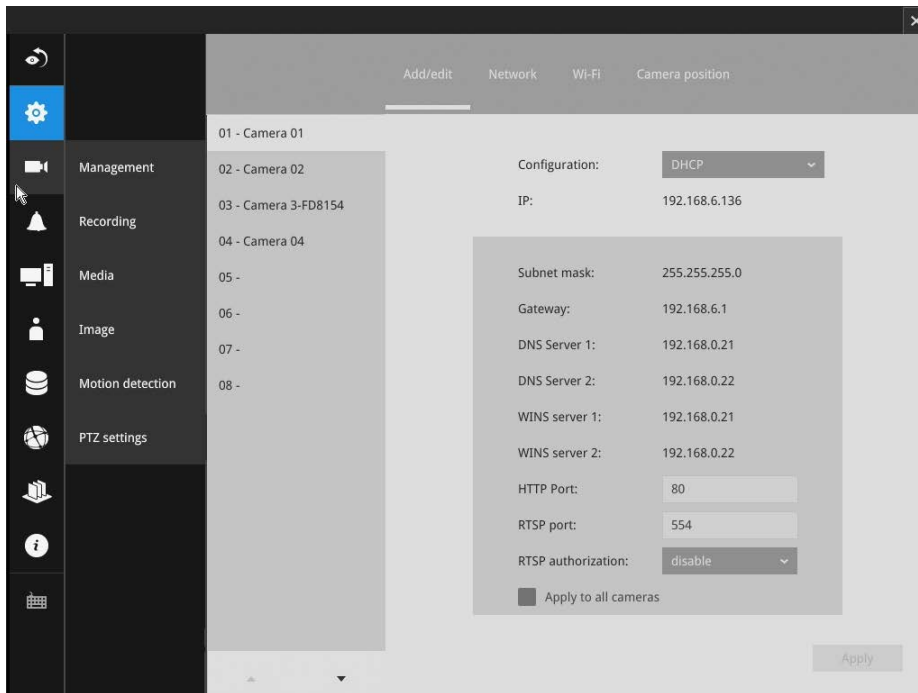 Add/edit Network Wi-Fi Camera position
Management
Recording
Media
Image
Motion detection
PTZ settings
01 - Camera 01
02 - Camera 02
03 - Camera 3-FD8154
04 - Camera 04
05 -
06 -
07 -
08 -
Configuration: DHCP
IP: 192.168.6.136
Subnet mask: 255.255.255.0
Gateway: 192.168.6.1
DNS Server 1: 192.168.0.21
DNS Server 2: 192.168.0.22
WINS server 1: 192.168.0.21
WINS server 2: 192.168.0.22
HTTP Port: 80
RTSP port: 554
RTSP authorization: disable
Apply to all cameras
Apply